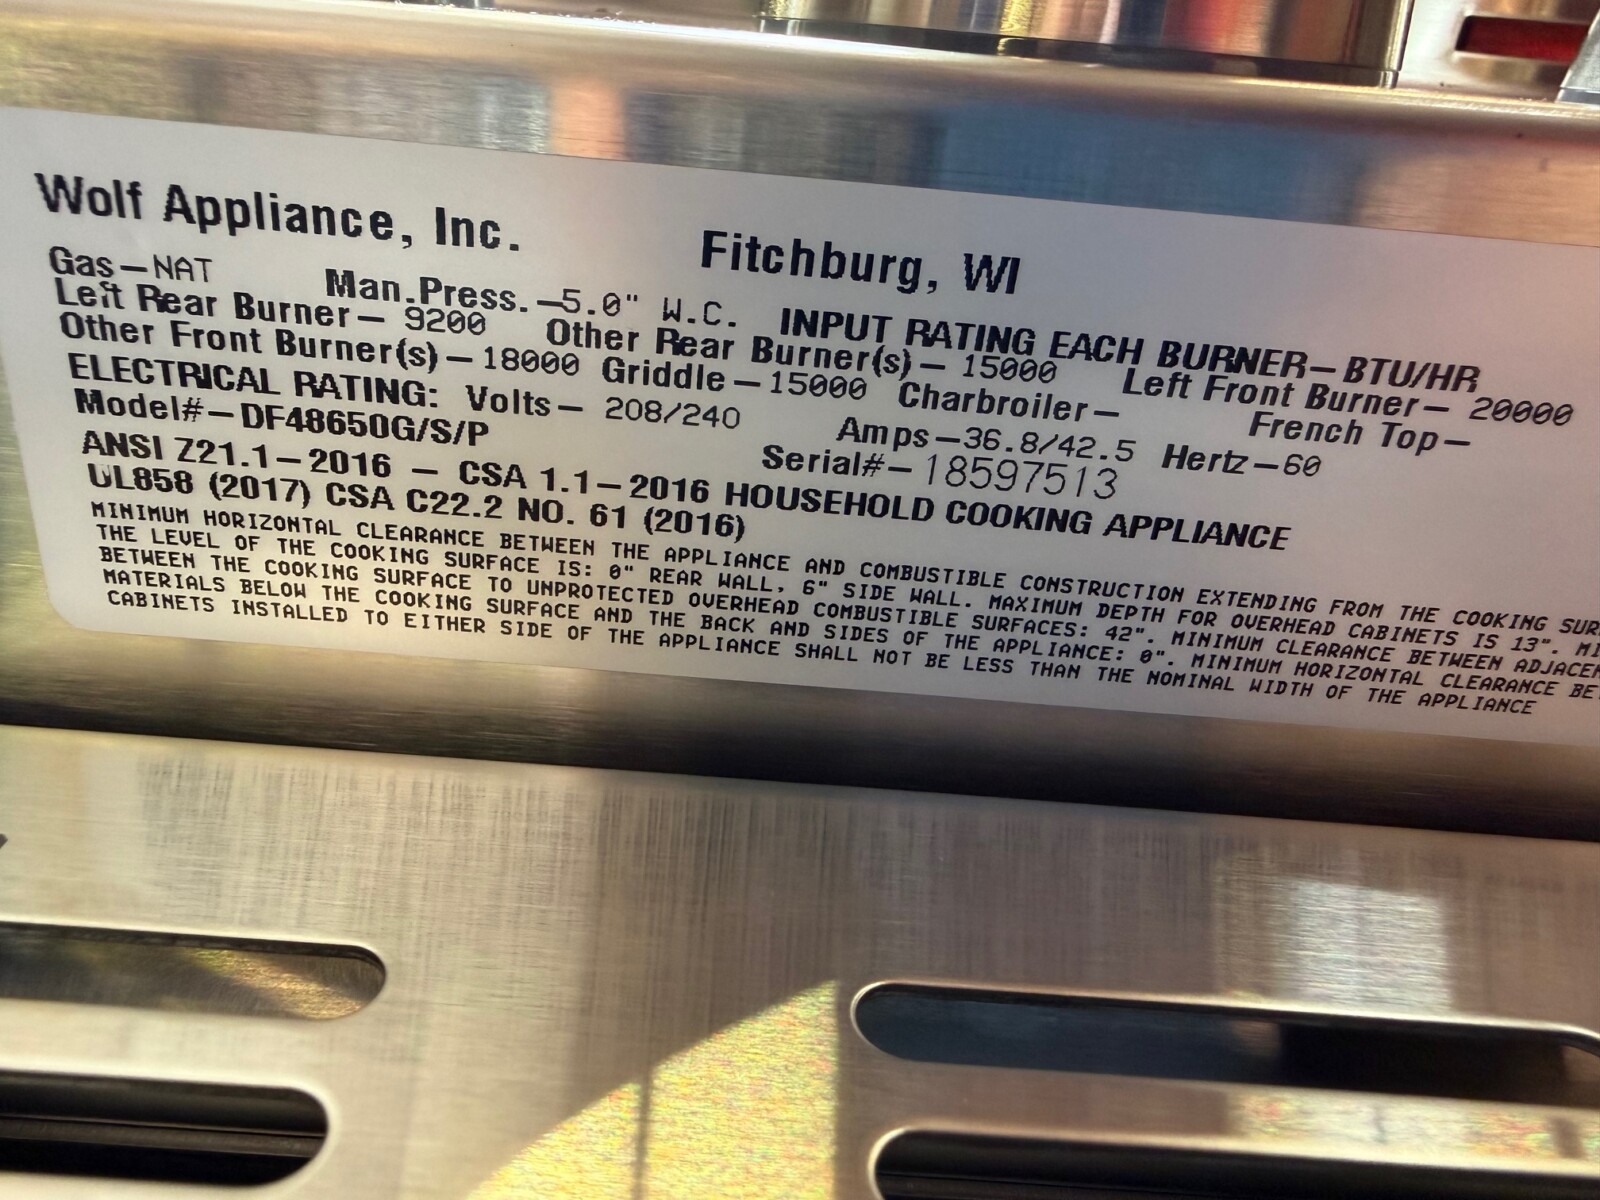 Wolf Appliance, Inc. Fitchburg, WI
Gas—NAT Man.Press.—5.0" W.C. INPUT RATING EACH BURNER—BTU/HR
Left Rear Burner— 9200 Other Rear Burner(s)— 15000 Left Front Burner— 20000
Other Front Burner(s)—18000 Griddle—15000 Charbroiler— French Top—
ELECTRICAL RATING: Volts— 208/240 Amps—36.8/42.5 Hertz—60
Model#—DF48650G/S/P Serial#—18597513
ANSI Z21.1—2016 — CSA 1.1—2016 HOUSEHOLD COOKING APPLIANCE
UL858 (2017) CSA C22.2 NO. 61 (2016)
MINIMUM HORIZONTAL CLEARANCE BETWEEN THE APPLIANCE AND COMBUSTIBLE CONSTRUCTION EXTENDING FROM THE COOKING
THE LEVEL OF THE COOKING SURFACE IS: 0" REAR WALL, 6" SIDE WALL. MAXIMUM DEPTH FOR OVERHEAD CABINETS IS 13".
BETWEEN THE COOKING SURFACE TO UNPROTECTED OVERHEAD COMBUSTIBLE SURFACES: 42". MINIMUM CLEARANCE BETWEEN
MATERIALS BELOW THE COOKING SURFACE AND THE BACK AND SIDES OF THE APPLIANCE: 0". MINIMUM HORIZONTAL CLEARANCE
CABINETS INSTALLED TO EITHER SIDE OF THE APPLIANCE SHALL NOT BE LESS THAN THE NOMINAL WIDTH OF THE APPLIANCE